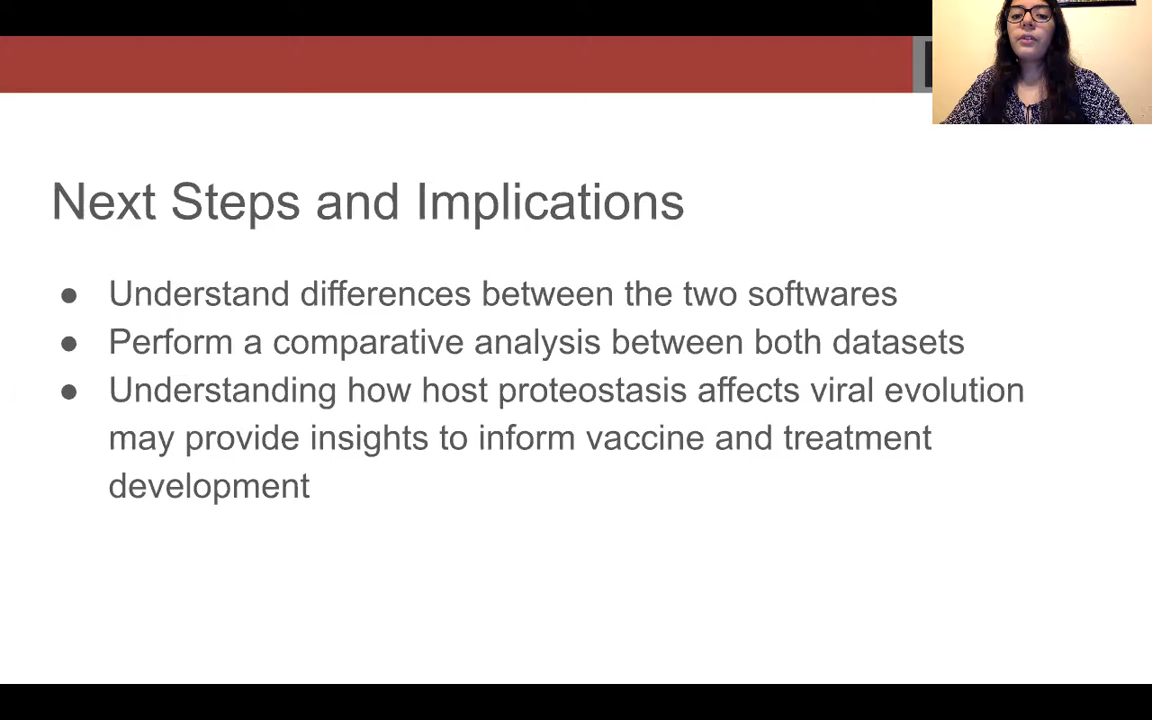 Next Steps and Implications
● Understand differences between the two softwares
● Perform a comparative analysis between both datasets
● Understanding how host proteostasis affects viral evolution
may provide insights to inform vaccine and treatment
development